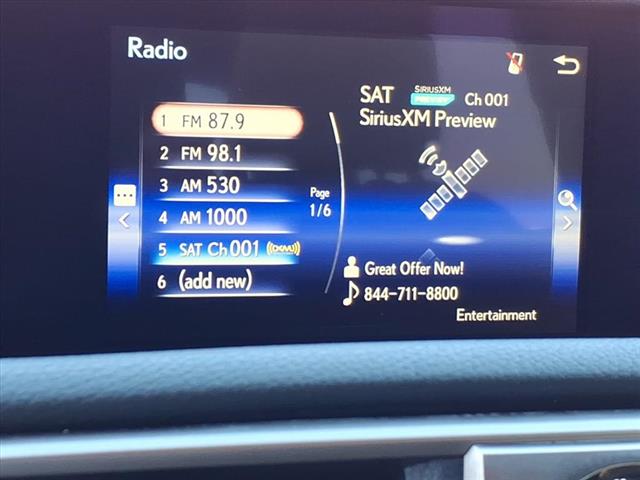 Radio
1 FM 87.9
2 FM 98.1
3 AM 530
4 AM 1000
5 SAT Ch 001 ((XM))
6 (add new)
Page
1/6
SAT SIRIUSXM PREVIEW Ch 001
SiriusXM Preview
Great Offer Now!
844-711-8800
Entertainment